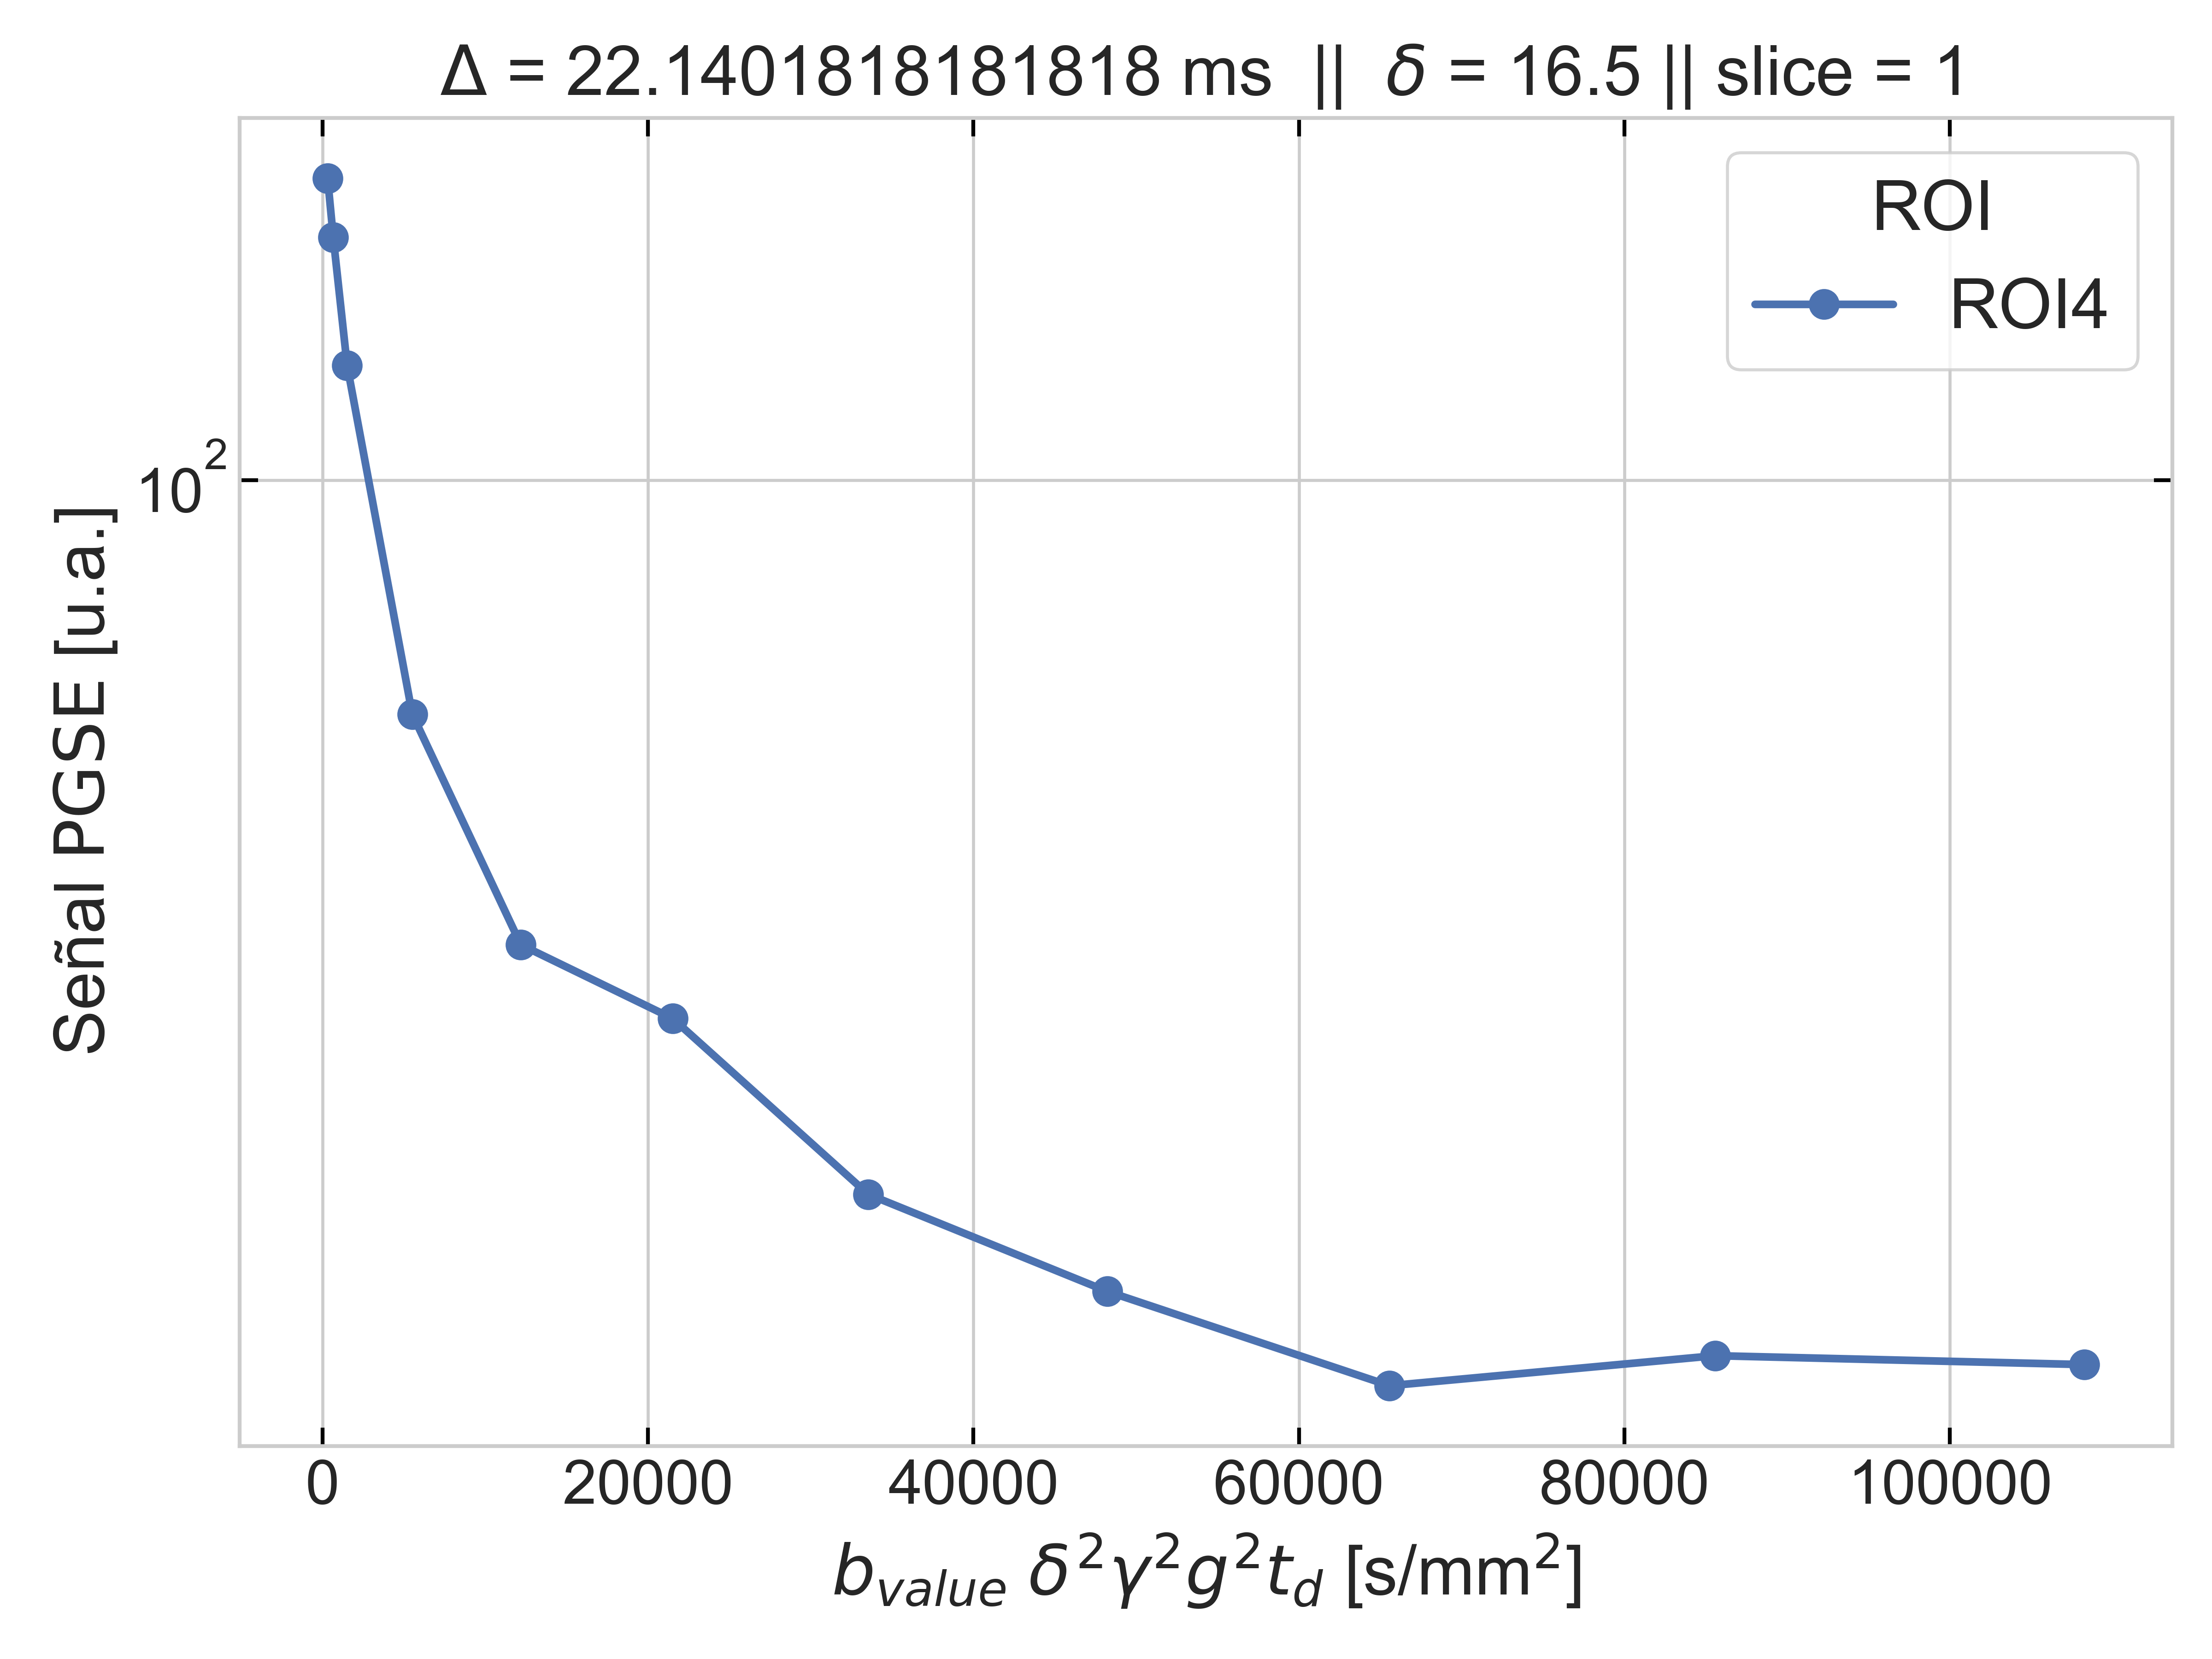 Δ = 22.14018181818181818 ms || δ = 16.5 || slice = 1
ROI
ROI4
10²
Señal PGSE [u.a.]
0 20000 40000 60000 80000 100000
b_value δ²γ²g²t_d [s/mm²]